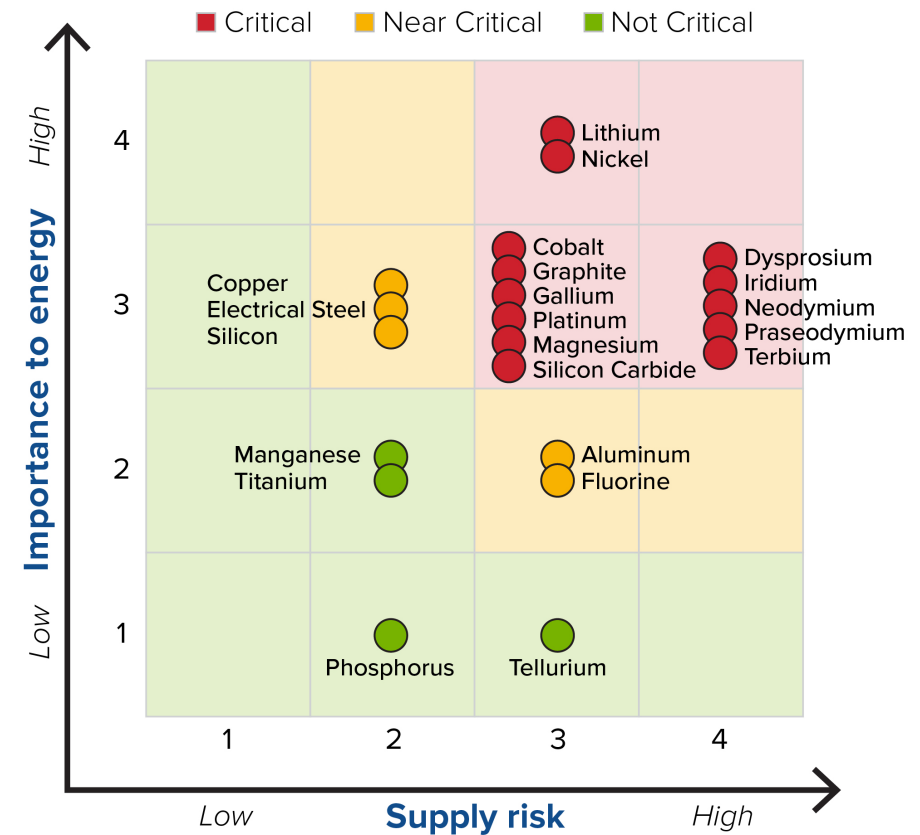 Critical
Near Critical
Not Critical
High
Importance to energy
Low
4
Lithium
Nickel
3
Copper
Electrical Steel
Silicon
Cobalt
Graphite
Gallium
Platinum
Magnesium
Silicon Carbide
Dysprosium
Iridium
Neodymium
Praseodymium
Terbium
2
Manganese
Titanium
Aluminum
Fluorine
1
Phosphorus
Tellurium
1
2
3
4
Low
Supply risk
High